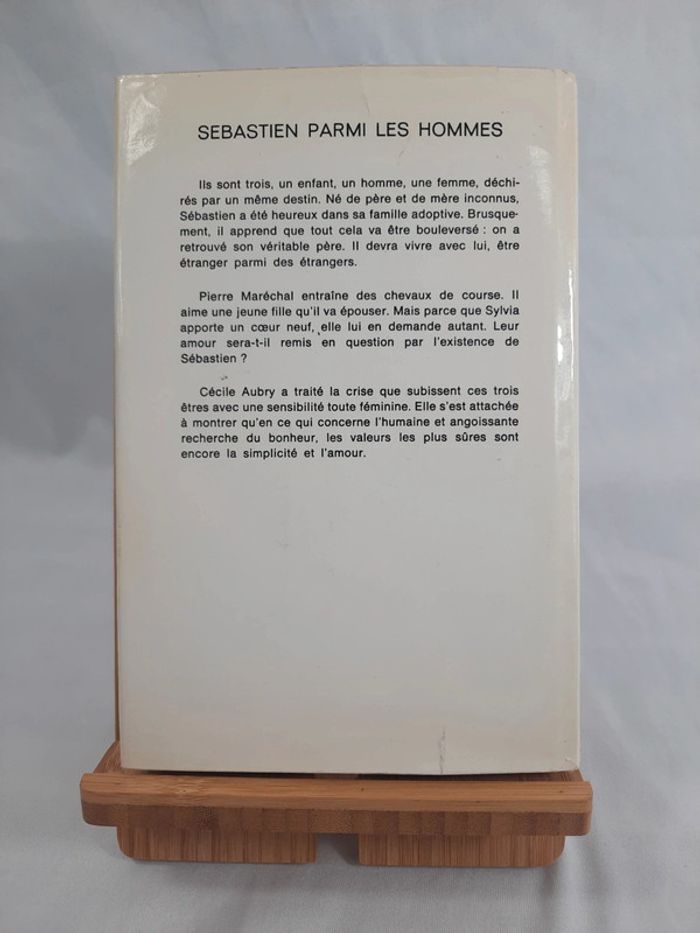 SEBASTIEN PARMI LES HOMMES
Ils sont trois, un enfant, un homme, une femme, déchi-
rés par un même destin. Né de père et de mère inconnus,
Sébastien a été heureux dans sa famille adoptive. Brusque-
ment, il apprend que tout cela va être bouleversé : on a
retrouvé son véritable père. Il devra vivre avec lui, être
étranger parmi des étrangers.
Pierre Maréchal entraîne des chevaux de course. Il
aime une jeune fille qu'il va épouser. Mais parce que Sylvia
apporte un cœur neuf, elle lui en demande autant. Leur
amour sera-t-il remis en question par l'existence de
Sébastien ?
Cécile Aubry a traité la crise que subissent ces trois
êtres avec une sensibilité toute féminine. Elle s'est attachée
à montrer qu'en ce qui concerne l'humaine et angoissante
recherche du bonheur, les valeurs les plus sûres sont
encore la simplicité et l'amour.